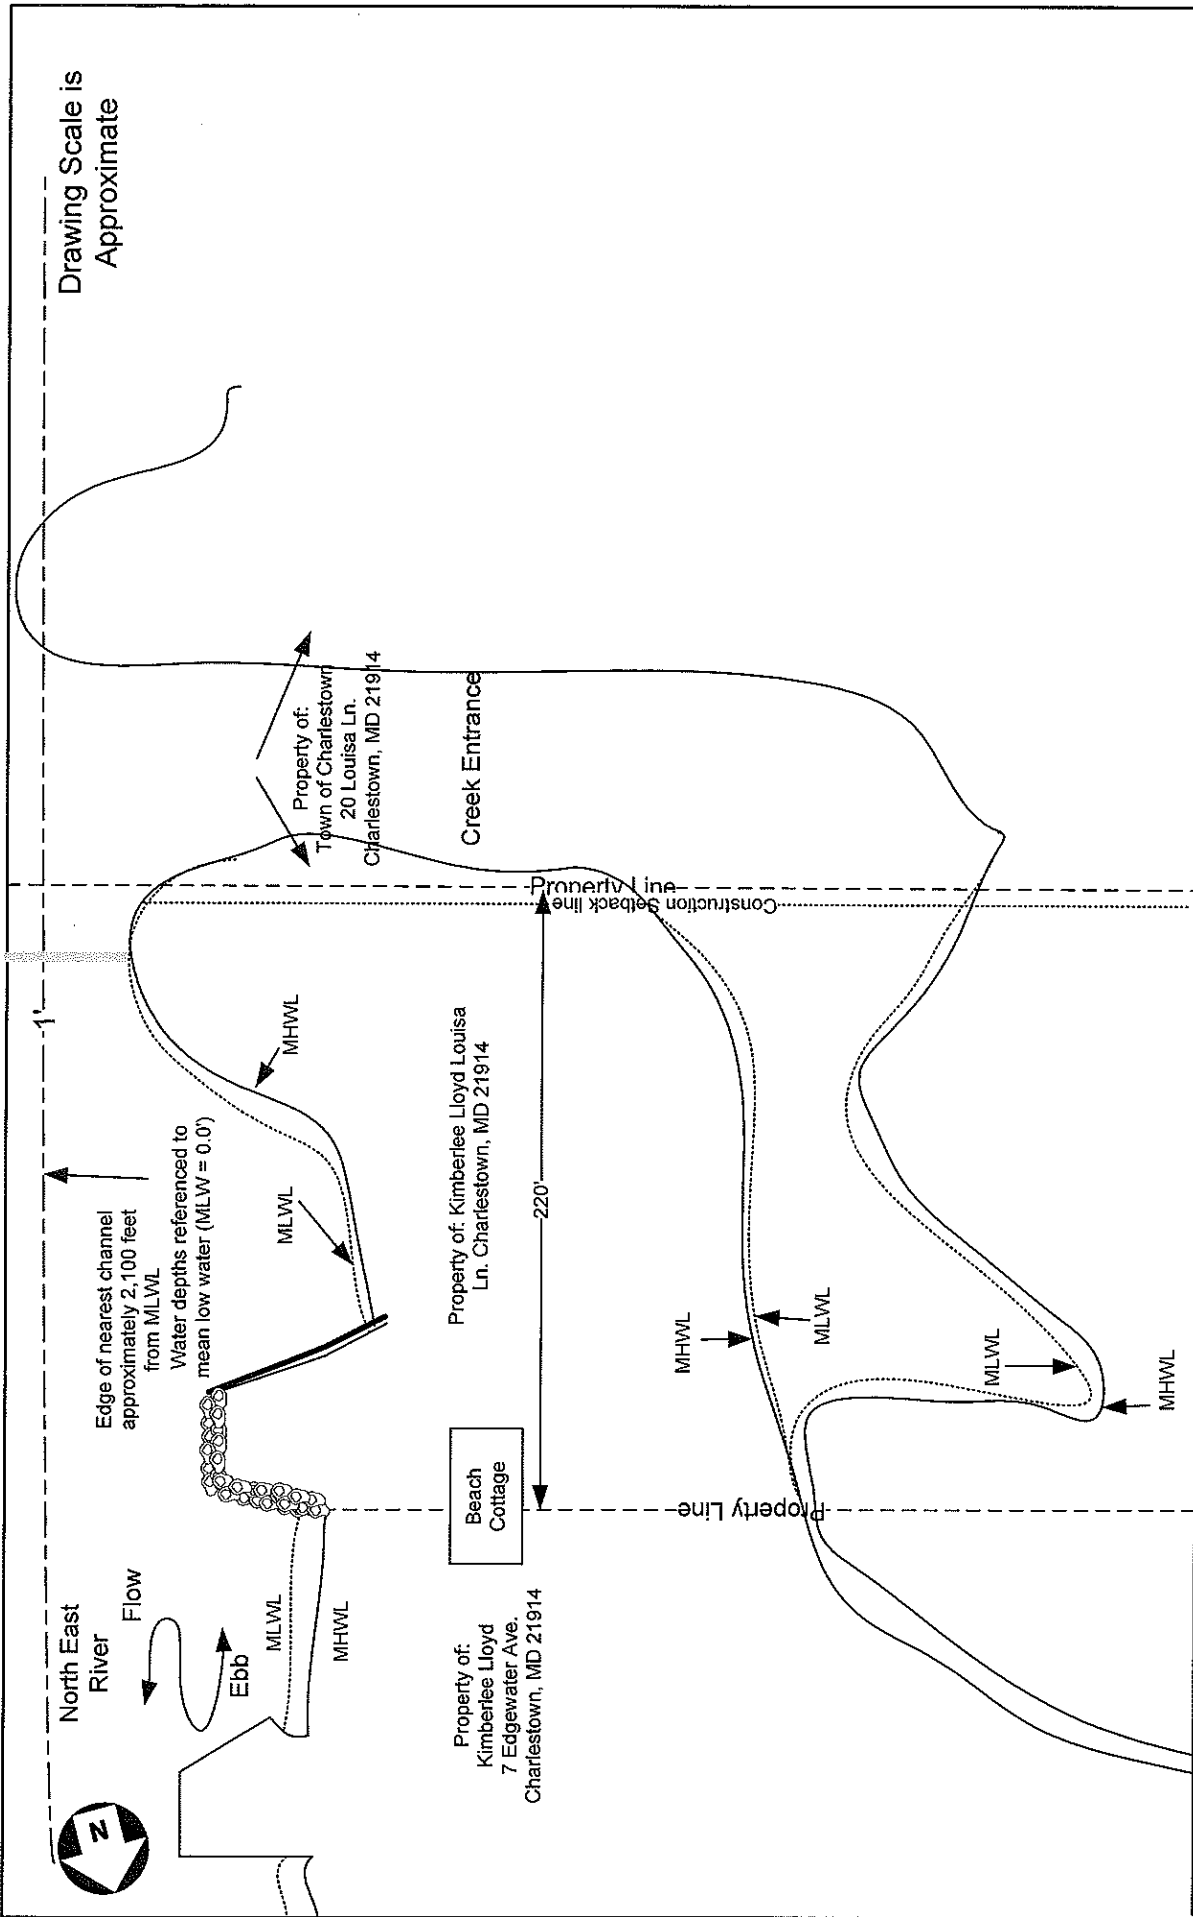 Drawing Scale is
Approximate
1'
North East
River
Flow
Ebb
N
Edge of nearest channel
approximately 2,100 feet
from MLWL
Water depths referenced to
mean low water (MLW = 0.0')
MLWL
MHWL
MLWL
MHWL
Property of:
Town of Charlestown
20 Louisa Ln.
Charlestown, MD 21914
Creek Entrance
Property of:
Kimberlee Lloyd
7 Edgewater Ave.
Charlestown, MD 21914
Beach
Cottage
Property of: Kimberlee Lloyd Louisa
Ln. Charlestown, MD 21914
220'
Property Line
Construction Setback line
Property Line
MHWL
MLWL
MLWL
MHWL